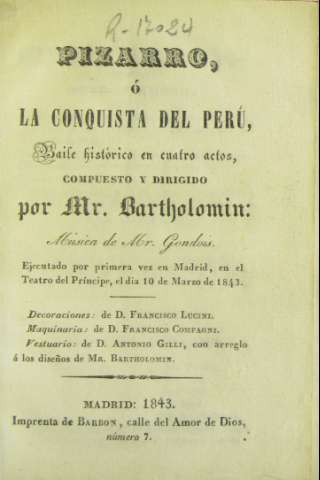 R-17024
PIZARRO,
ó
LA CONQUISTA DEL PERÚ,
Baile histórico en cuatro actos,
COMPUESTO Y DIRIGIDO
por Mr. Bartholomin:
Música de Mr. Gondois.
Ejecutado por primera vez en Madrid, en el
Teatro del Príncipe, el dia 10 de Marzo de 1843.
Decoraciones: de D. FRANCISCO LUCINI.
Maquinaria: de D. FRANCISCO COMPAGNI.
Vestuario: de D. ANTONIO GILLI, con arreglo
á los diseños de MR. BARTHOLOMIN.
MADRID: 1843.
Imprenta de BARBON, calle del Amor de Dios,
número 7.